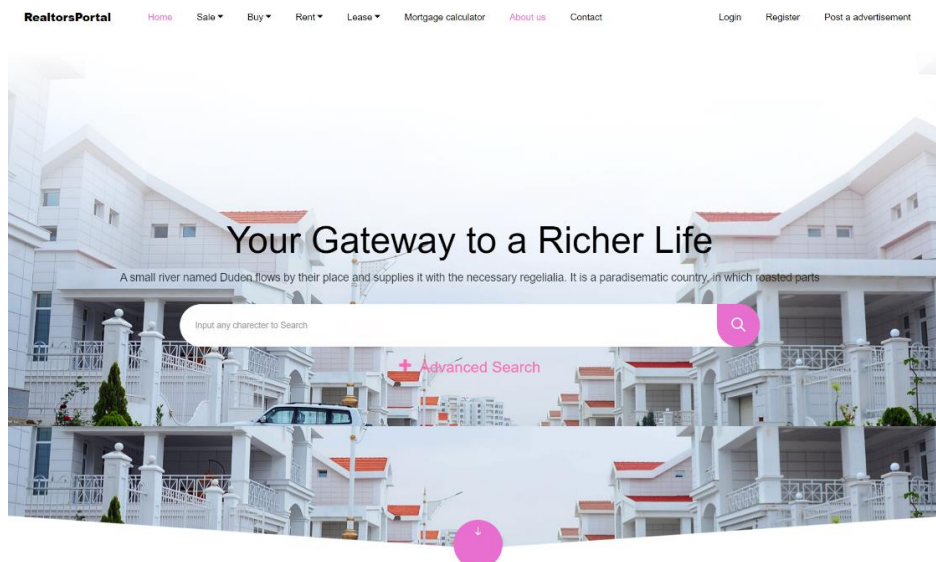 RealtorsPortal Home Sale Buy Rent Lease Mortgage calculator About us Contact Login Register Post a advertisement
Your Gateway to a Richer Life
A small river named Duden flows by their place and supplies it with the necessary regelialia. It is a paradisematic country, in which roasted parts
Input any charecter to Search
+ Advanced Search